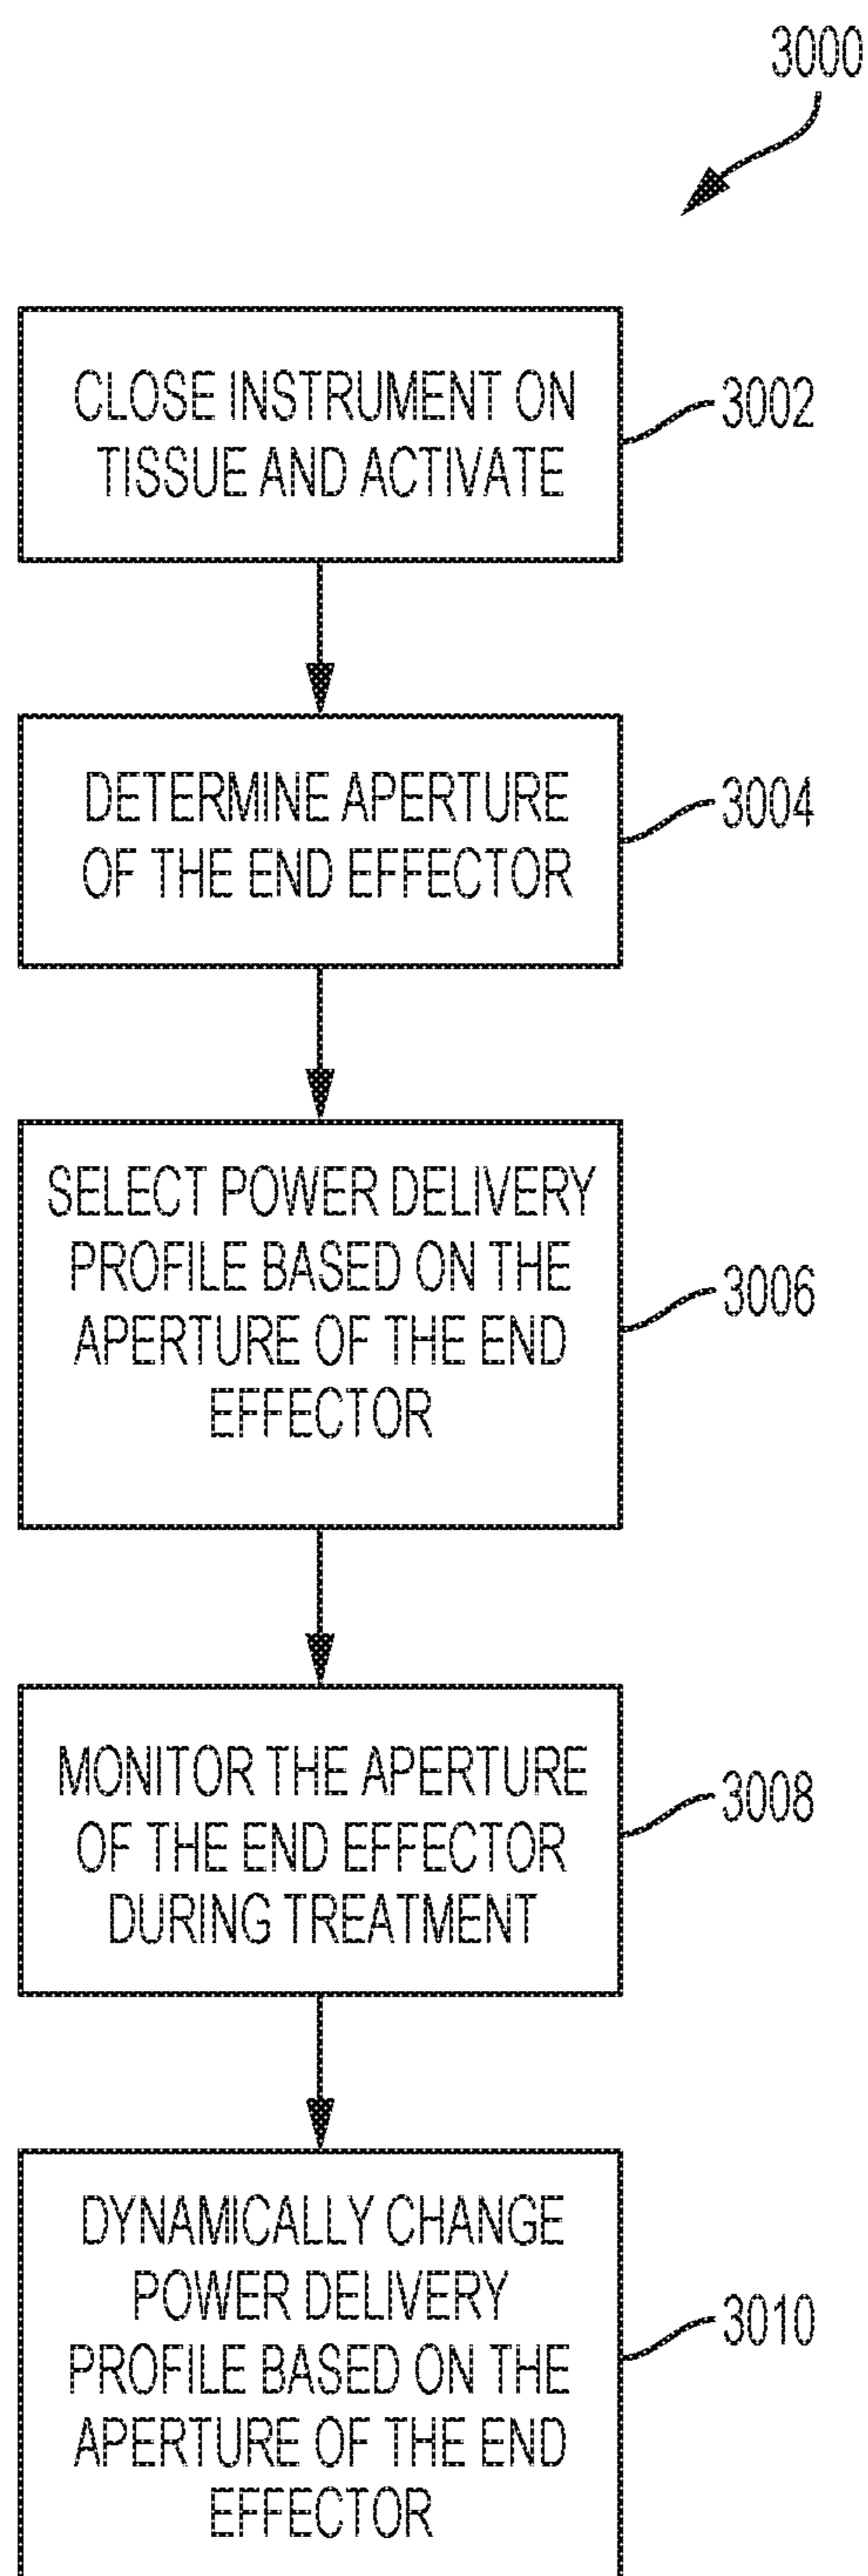 3000
CLOSE INSTRUMENT ON
TISSUE AND ACTIVATE
3002
DETERMINE APERTURE
OF THE END EFFECTOR
3004
SELECT POWER DELIVERY
PROFILE BASED ON THE
APERTURE OF THE END
EFFECTOR
3006
MONITOR THE APERTURE
OF THE END EFFECTOR
DURING TREATMENT
3008
DYNAMICALLY CHANGE
POWER DELIVERY
PROFILE BASED ON THE
APERTURE OF THE END
EFFECTOR
3010